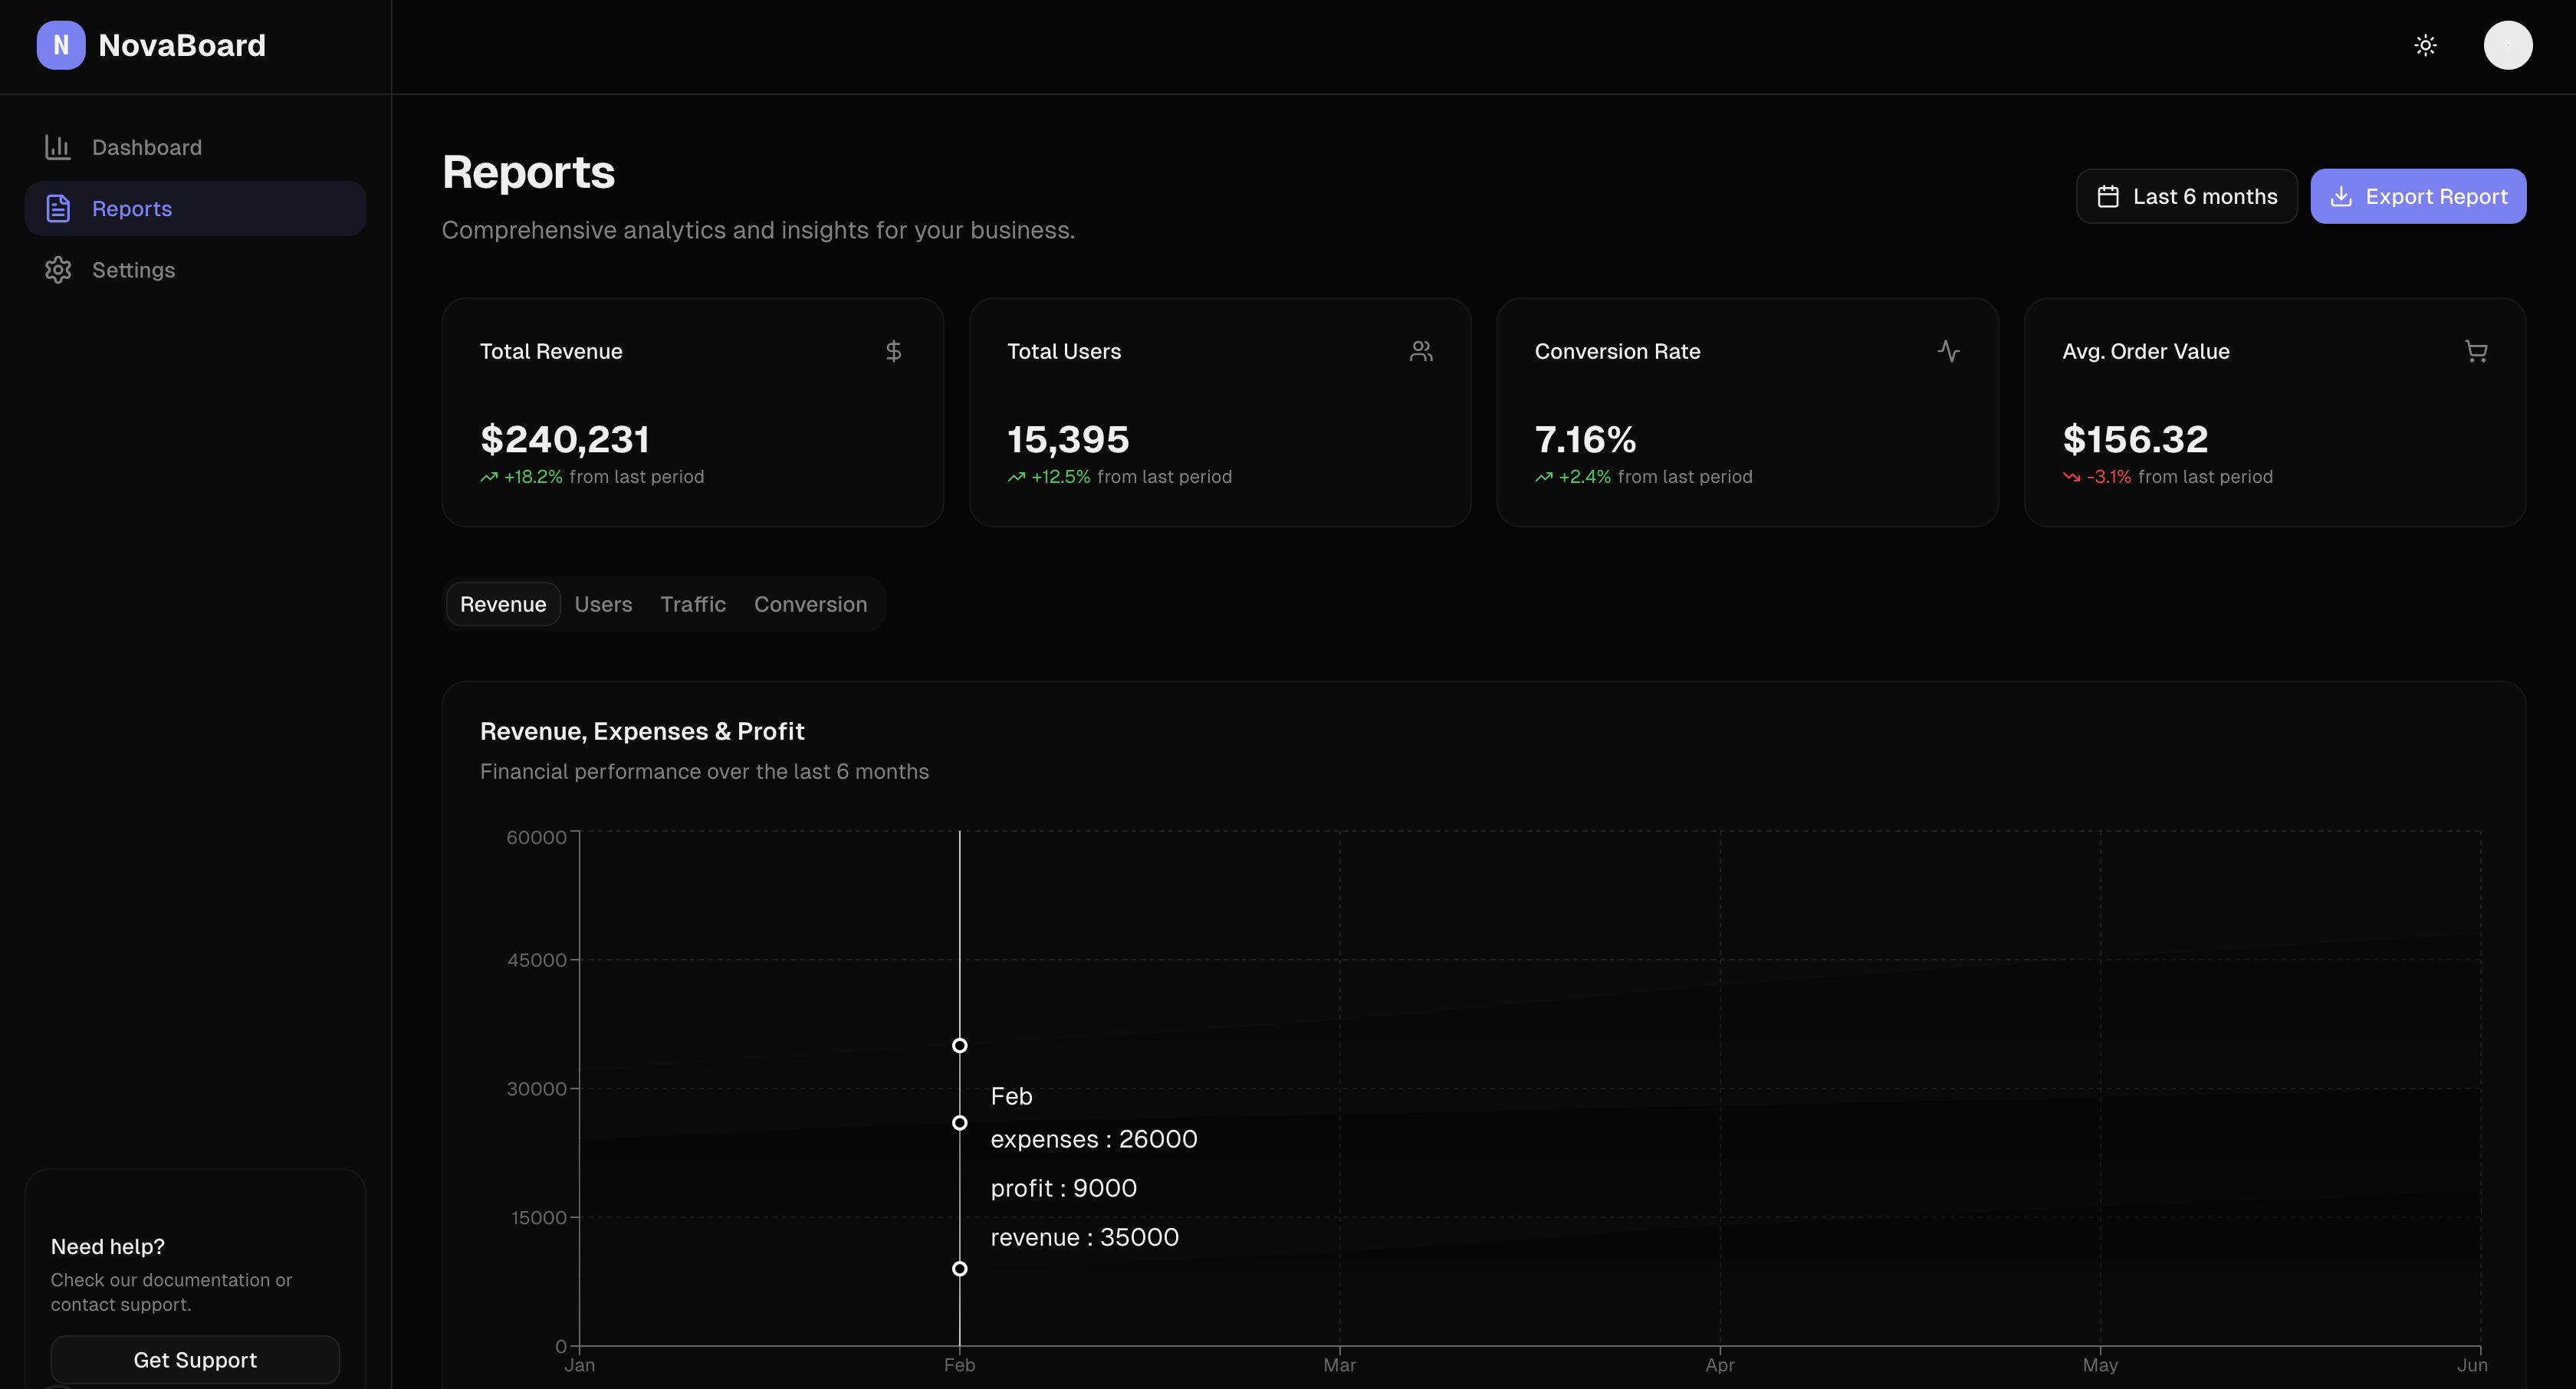 N NovaBoard
Dashboard
Reports
Settings
Need help?
Check our documentation or
contact support.
Get Support
Reports
Comprehensive analytics and insights for your business.
Last 6 months
Export Report
Total Revenue
$240,231
+18.2% from last period
Total Users
15,395
+12.5% from last period
Conversion Rate
7.16%
+2.4% from last period
Avg. Order Value
$156.32
-3.1% from last period
Revenue Users Traffic Conversion
Revenue, Expenses & Profit
Financial performance over the last 6 months
60000
45000
30000
15000
0
Feb
expenses : 26000
profit : 9000
revenue : 35000
Jan Feb Mar Apr May Jun